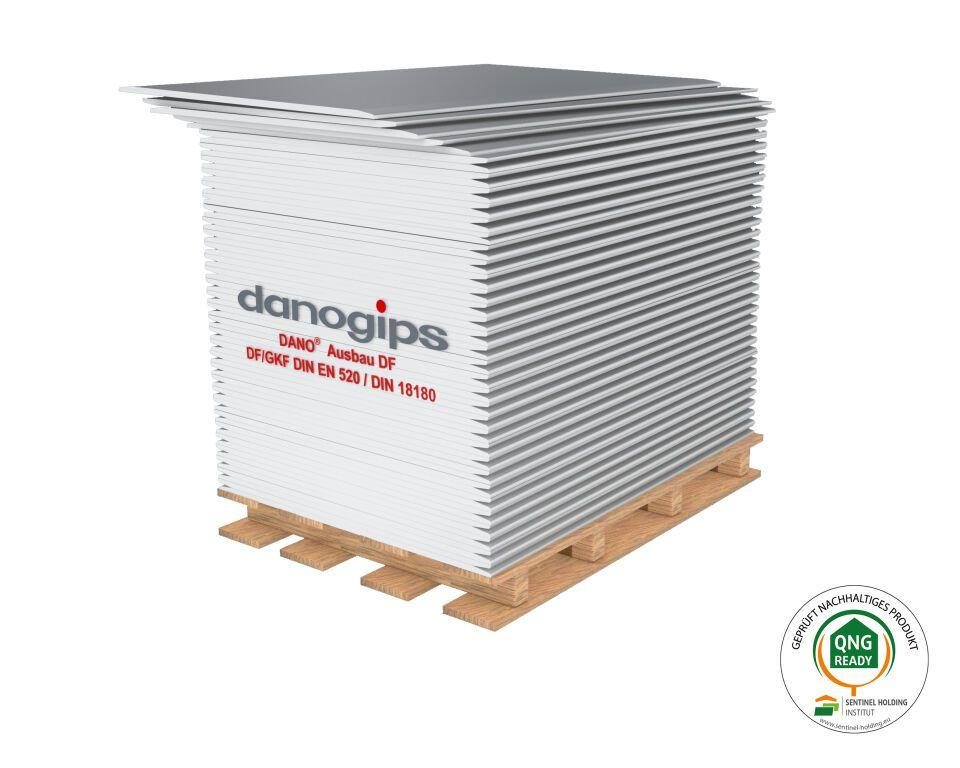 danogips
DANO® Ausbau DF
DF/GKF DIN EN 520 / DIN 18180
GEPRÜFT NACHHALTIGES PRODUKT
QNG
READY
SENTINEL HOLDING
INSTITUT
www.sentinel-holding.eu